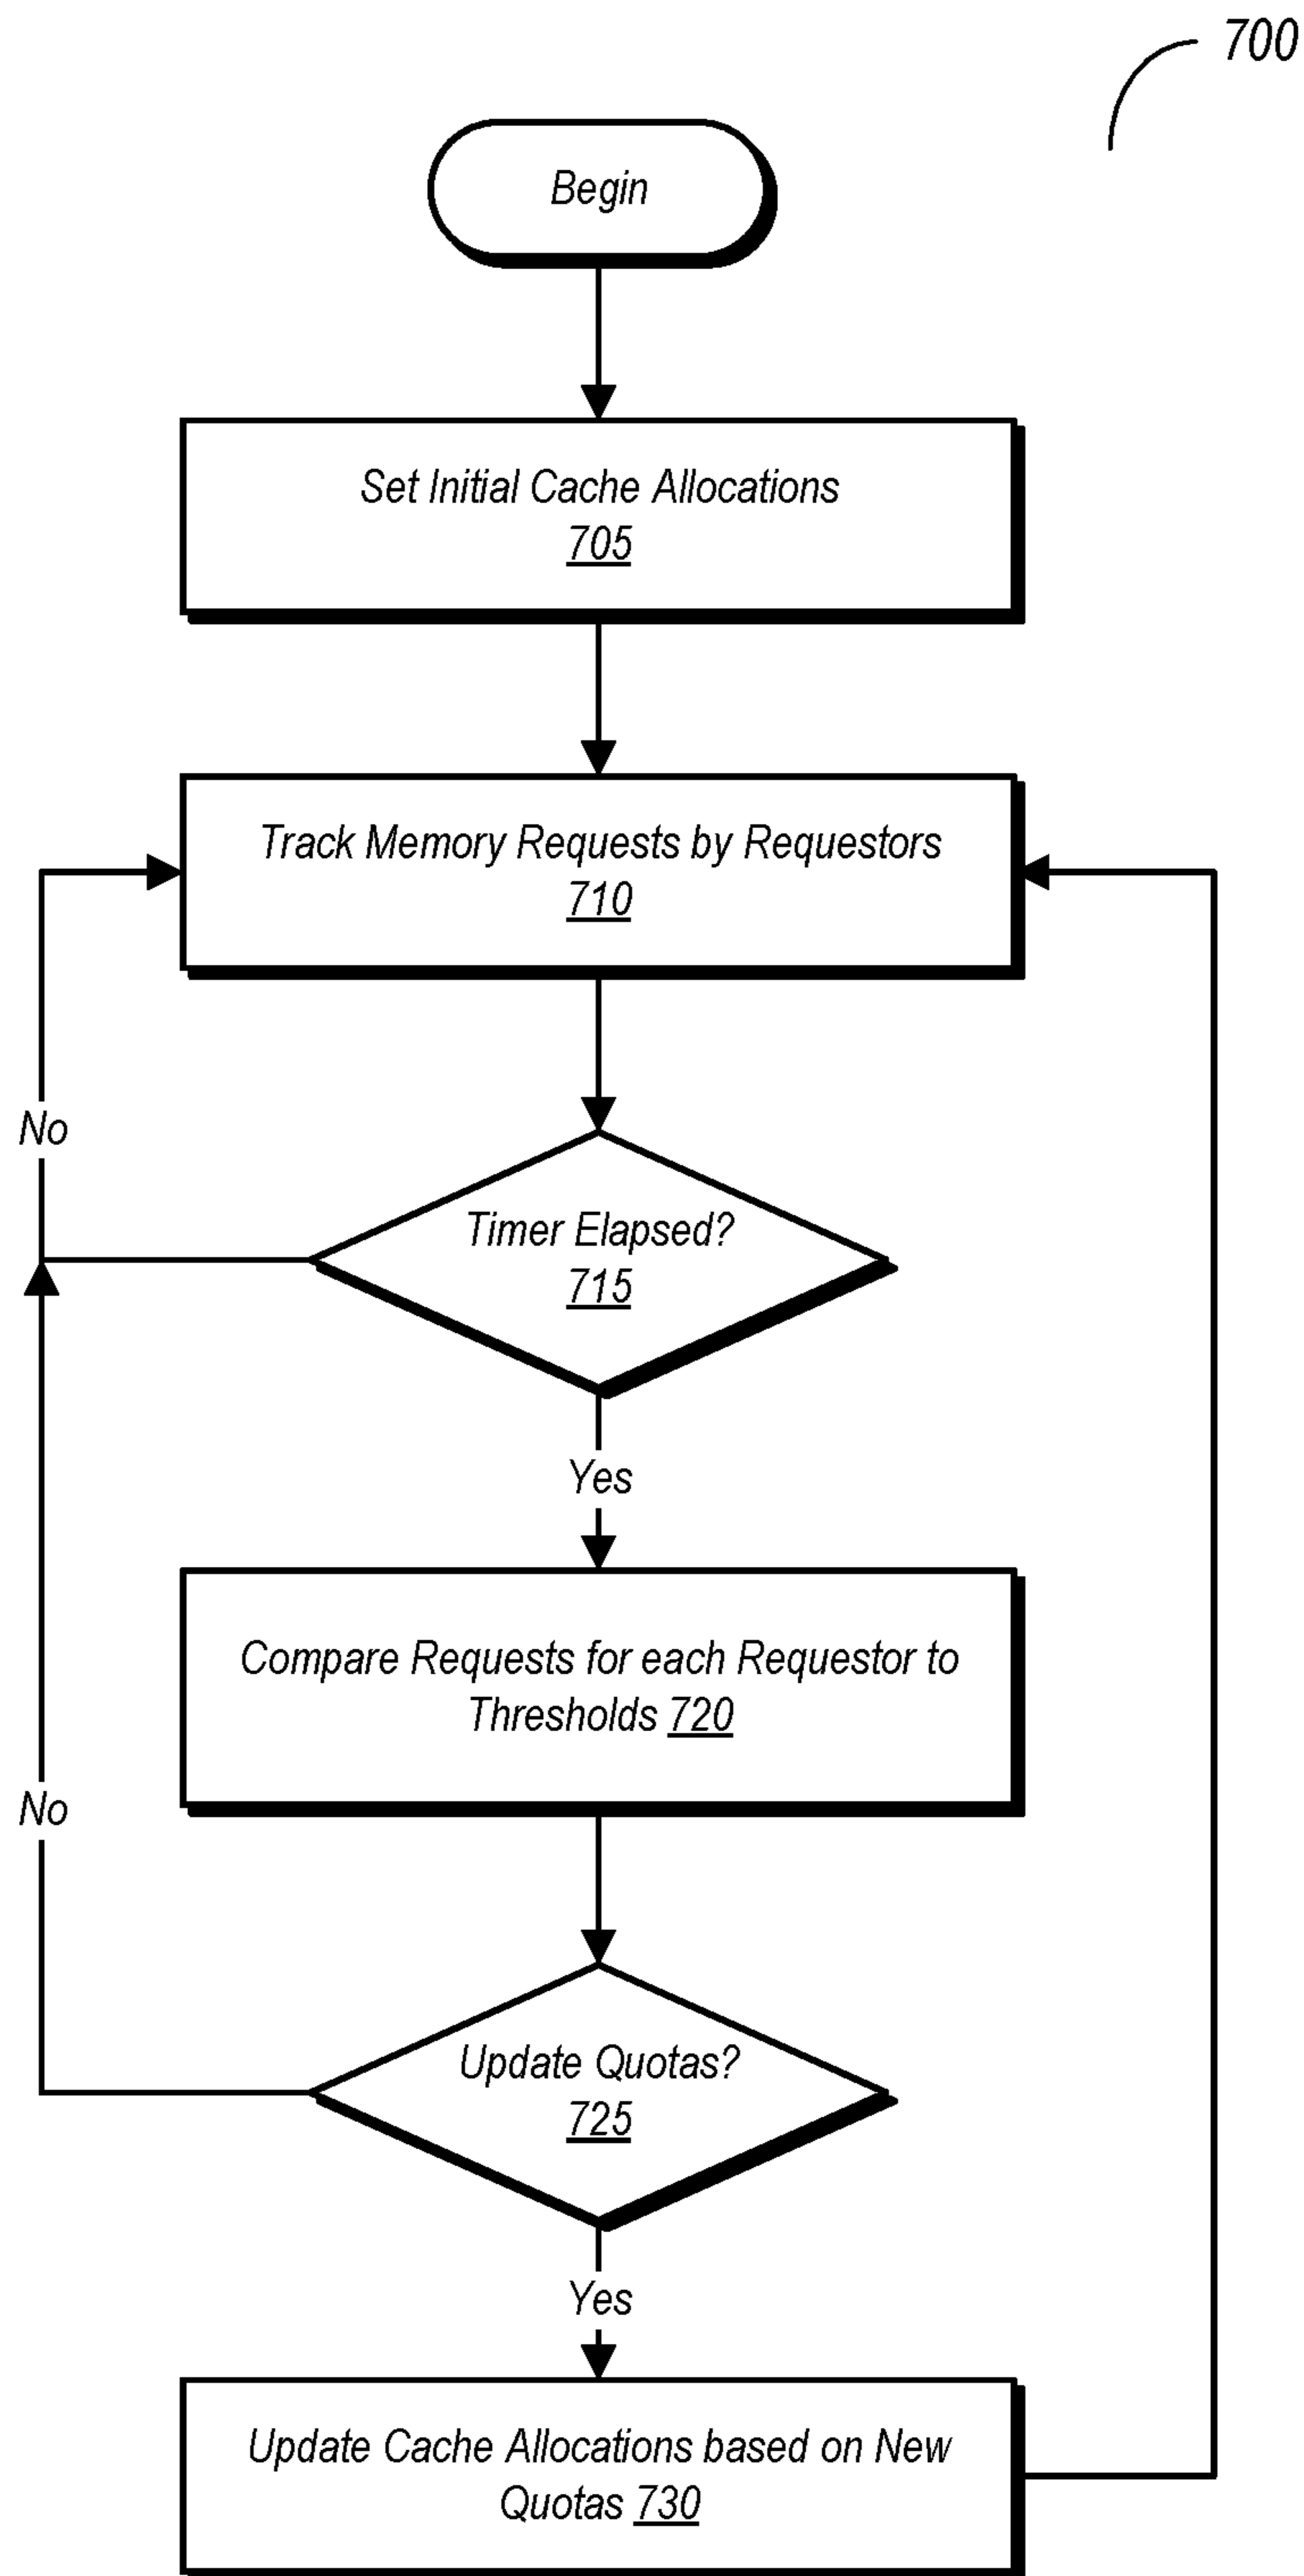 700
Begin
Set Initial Cache Allocations
705
Track Memory Requests by Requestors
710
No
Timer Elapsed?
715
Yes
Compare Requests for each Requestor to
Thresholds 720
No
Update Quotas?
725
Yes
Update Cache Allocations based on New
Quotas 730